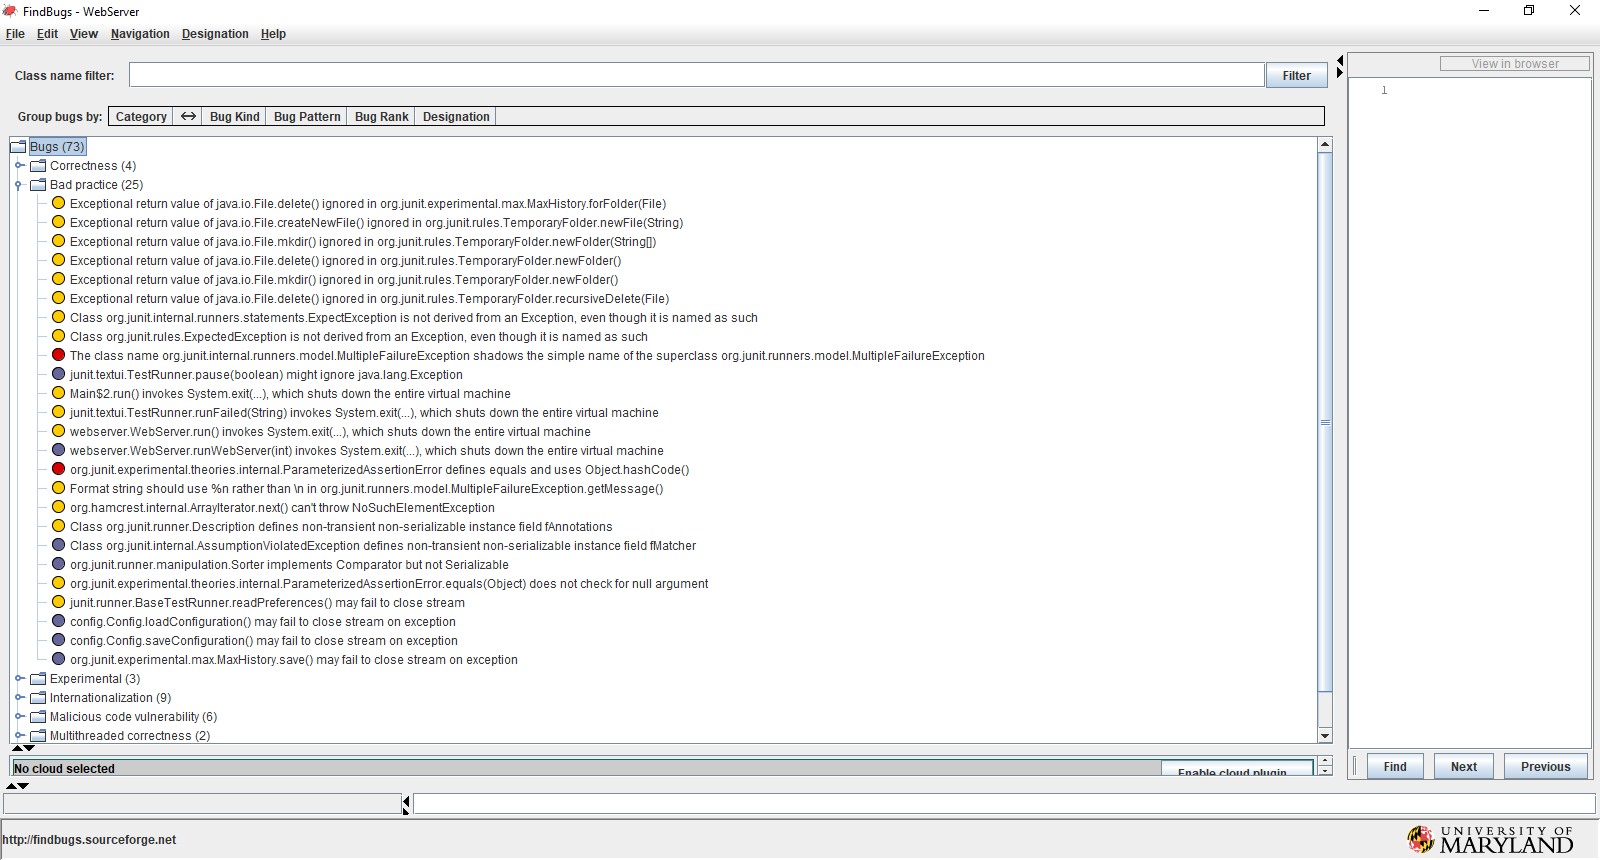 FindBugs - WebServer
File Edit View Navigation Designation Help
Class name filter: Filter
View in browser
1
Group bugs by: Category Bug Kind Bug Pattern Bug Rank Designation
Bugs (73)
Correctness (4)
Bad practice (25)
Exceptional return value of java.io.File.delete() ignored in org.junit.experimental.max.MaxHistory.forFolder(File)
Exceptional return value of java.io.File.createNewFile() ignored in org.junit.rules.TemporaryFolder.newFile(String)
Exceptional return value of java.io.File.mkdir() ignored in org.junit.rules.TemporaryFolder.newFolder(String[])
Exceptional return value of java.io.File.delete() ignored in org.junit.rules.TemporaryFolder.newFolder()
Exceptional return value of java.io.File.mkdir() ignored in org.junit.rules.TemporaryFolder.newFolder()
Exceptional return value of java.io.File.delete() ignored in org.junit.rules.TemporaryFolder.recursiveDelete(File)
Class org.junit.internal.runners.statements.ExpectException is not derived from an Exception, even though it is named as such
Class org.junit.rules.ExpectedException is not derived from an Exception, even though it is named as such
The class name org.junit.internal.runners.model.MultipleFailureException shadows the simple name of the superclass org.junit.runners.model.MultipleFailureException
junit.textui.TestRunner.pause(boolean) might ignore java.lang.Exception
Main$2.run() invokes System.exit(...), which shuts down the entire virtual machine
junit.textui.TestRunner.runFailed(String) invokes System.exit(...), which shuts down the entire virtual machine
webserver.WebServer.run() invokes System.exit(...), which shuts down the entire virtual machine
webserver.WebServer.runWebServer(int) invokes System.exit(...), which shuts down the entire virtual machine
org.junit.experimental.theories.internal.ParameterizedAssertionError defines equals and uses Object.hashCode()
Format string should use %n rather than \n in org.junit.runners.model.MultipleFailureException.getMessage()
org.hamcrest.internal.ArrayIterator.next() can't throw NoSuchElementException
Class org.junit.runner.Description defines non-transient non-serializable instance field fAnnotations
Class org.junit.internal.AssumptionViolatedException defines non-transient non-serializable instance field fMatcher
org.junit.runner.manipulation.Sorter implements Comparator but not Serializable
org.junit.experimental.theories.internal.ParameterizedAssertionError.equals(Object) does not check for null argument
junit.runner.BaseTestRunner.readPreferences() may fail to close stream
config.Config.loadConfiguration() may fail to close stream on exception
config.Config.saveConfiguration() may fail to close stream on exception
org.junit.experimental.max.MaxHistory.save() may fail to close stream on exception
Experimental (3)
Internationalization (9)
Malicious code vulnerability (6)
Multithreaded correctness (2)
No cloud selected
Enable cloud plugin
Find Next Previous
http://findbugs.sourceforge.net
UNIVERSITY OF
MARYLAND